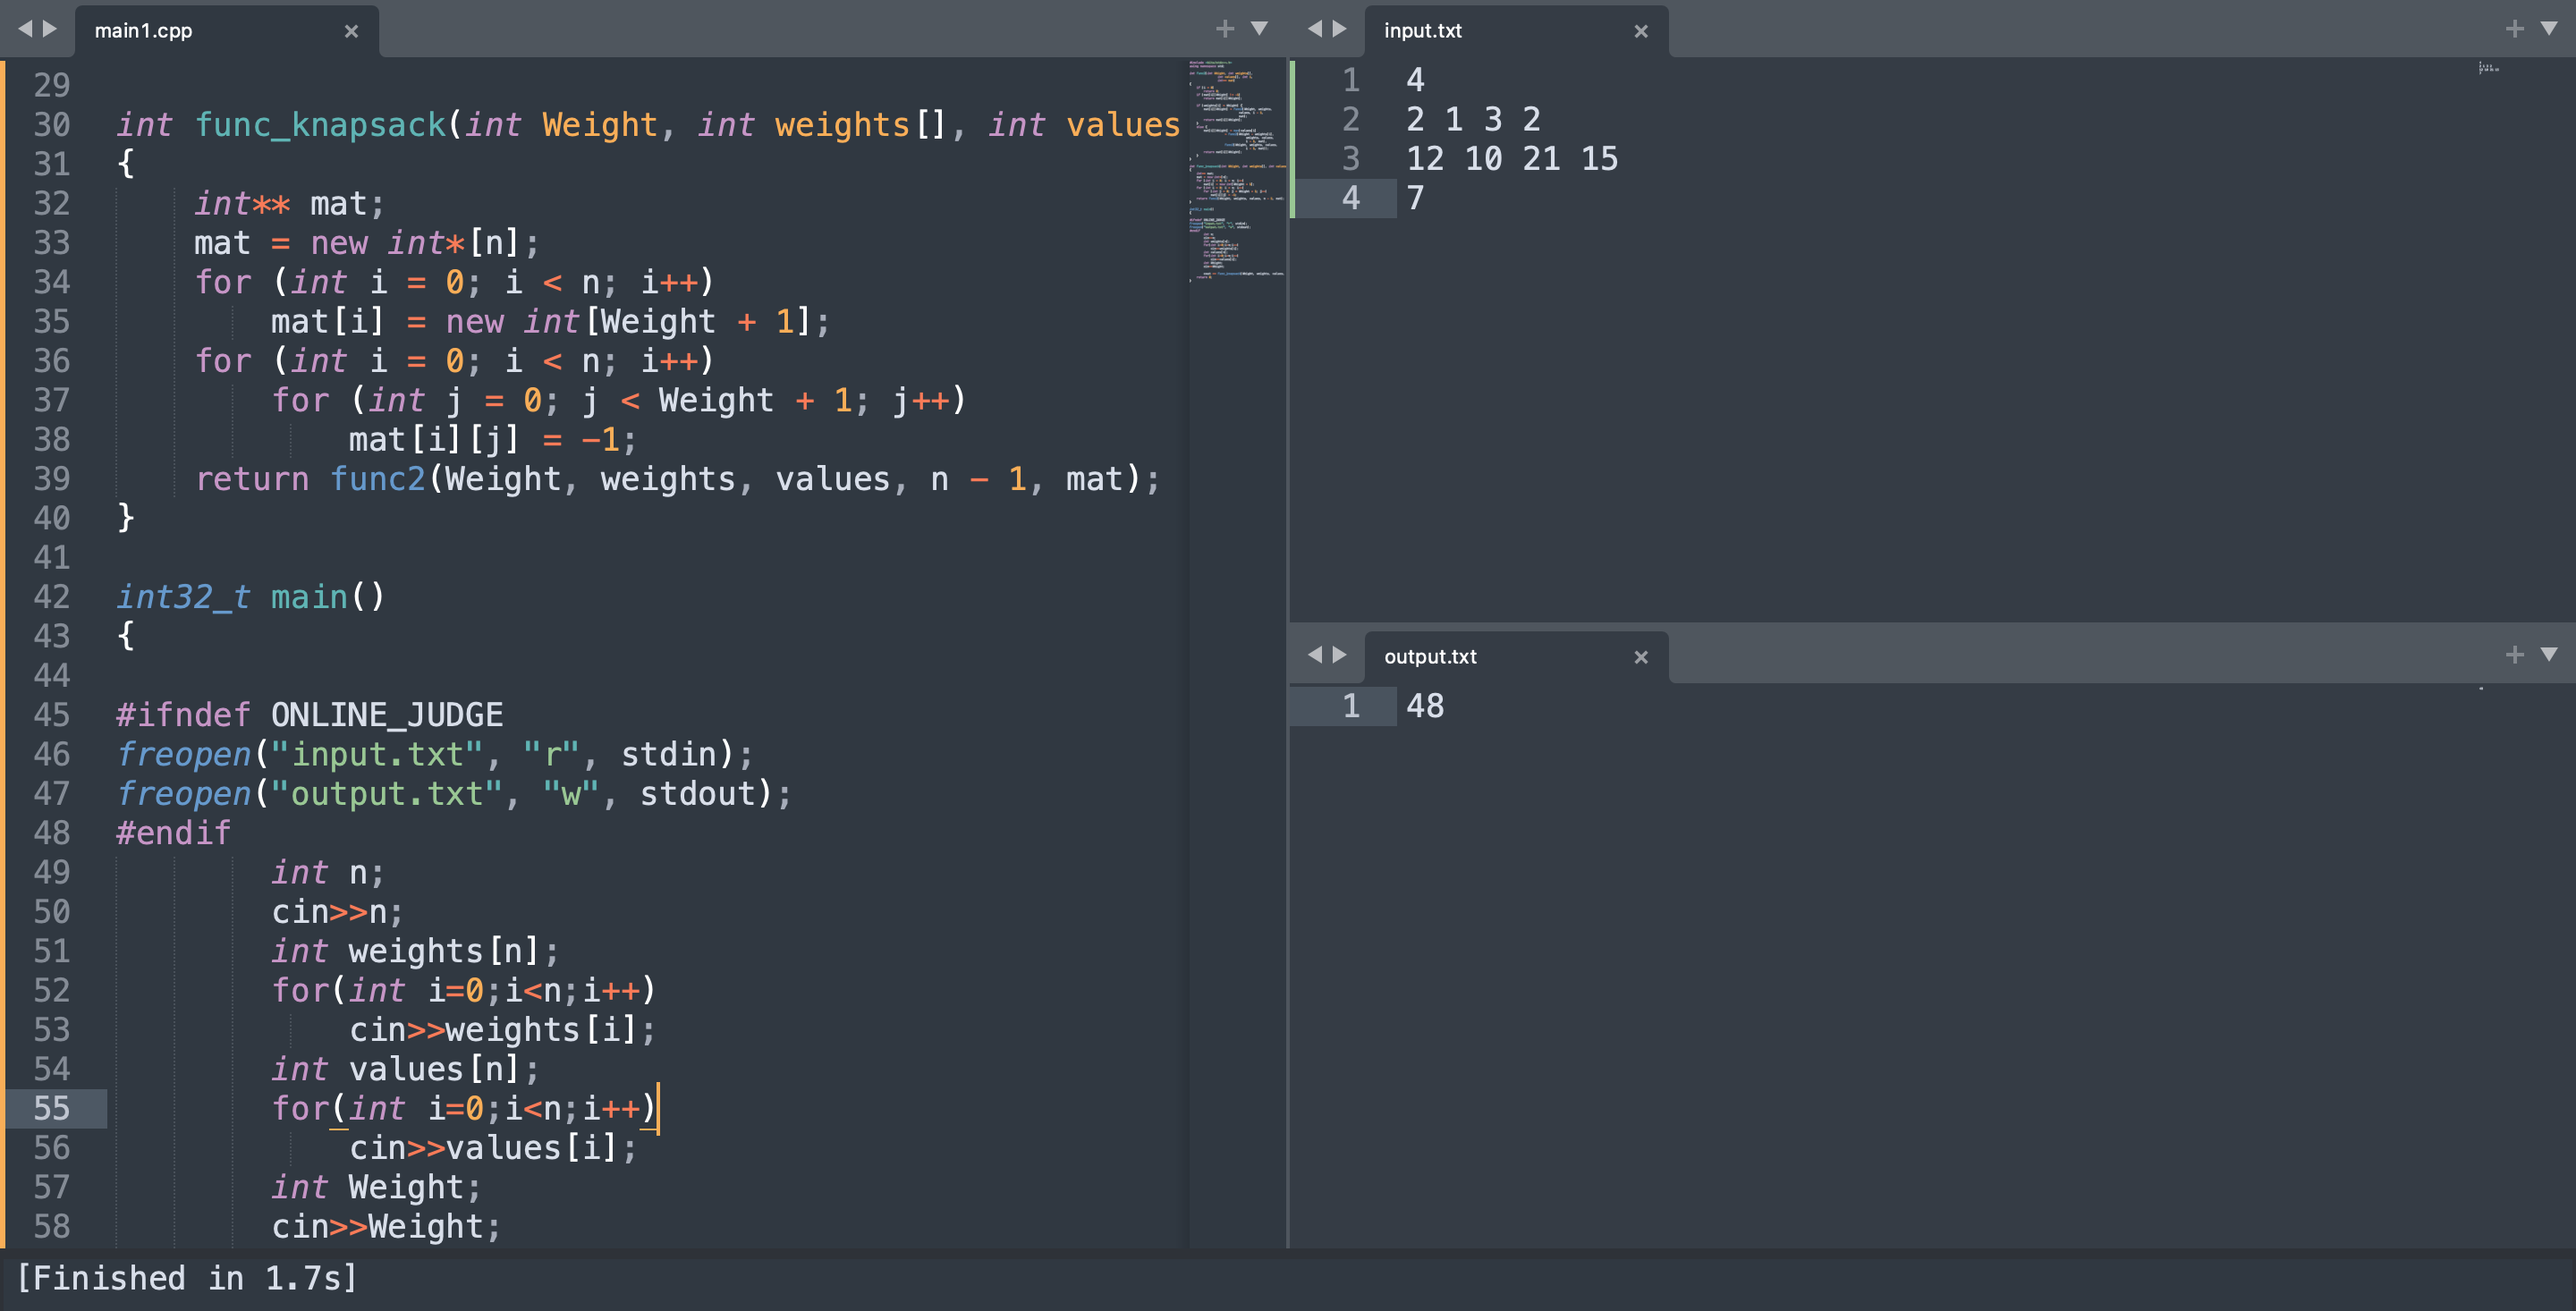 main1.cpp
29
30 int func_knapsack(int Weight, int weights[], int values
31 {
32 int** mat;
33 mat = new int*[n];
34 for (int i = 0; i < n; i++)
35 mat[i] = new int[Weight + 1];
36 for (int i = 0; i < n; i++)
37 for (int j = 0; j < Weight + 1; j++)
38 mat[i][j] = -1;
39 return func2(Weight, weights, values, n - 1, mat);
40 }
41
42 int32_t main()
43 {
44
45 #ifndef ONLINE_JUDGE
46 freopen("input.txt", "r", stdin);
47 freopen("output.txt", "w", stdout);
48 #endif
49 int n;
50 cin>>n;
51 int weights[n];
52 for(int i=0;i<n;i++)
53 cin>>weights[i];
54 int values[n];
55 for(int i=0;i<n;i++)
56 cin>>values[i];
57 int Weight;
58 cin>>Weight;
input.txt
1 4
2 2 1 3 2
3 12 10 21 15
4 7
output.txt
1 48
[Finished in 1.7s]